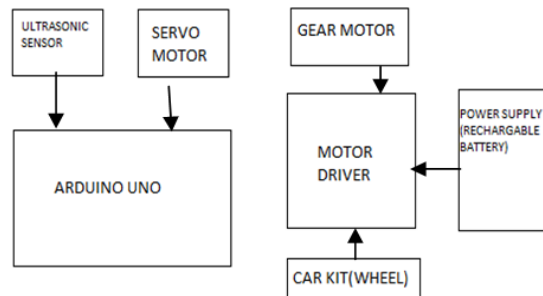 ULTRASONIC
SENSOR
SERVO
MOTOR
GEAR MOTOR
ARDUINO UNO
MOTOR
DRIVER
POWER SUPPLY
(RECHARGABLE
BATTERY)
CAR KIT(WHEEL)